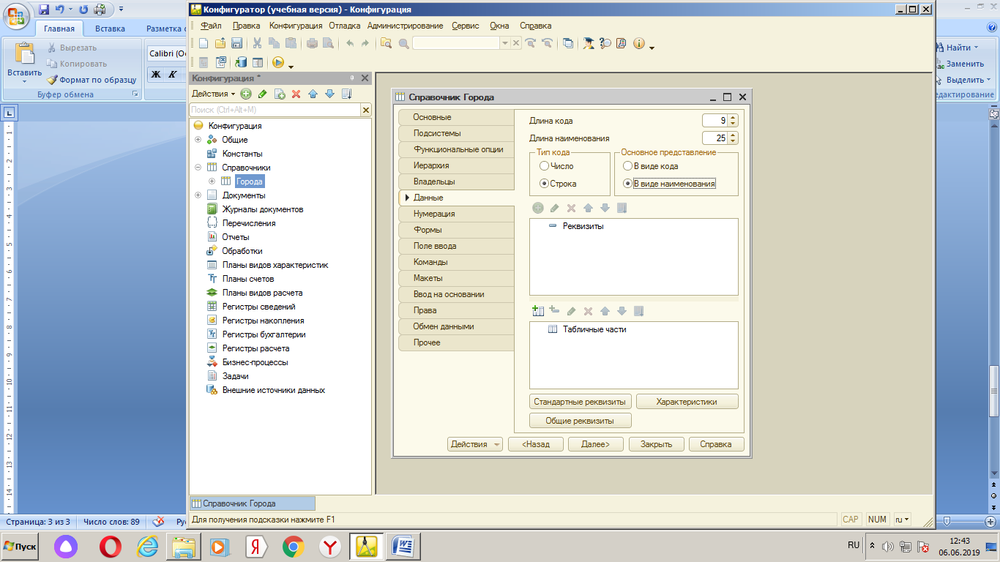 Конфигуратор (учебная версия) - Конфигурация
Файл Правка Конфигурация Отладка Администрирование Сервис Окна Справка
Главная Вставка Разметка с
Вставить
Вырезать
Копировать
Формат по образцу
Буфер обмена
Calibri (Ос
Ж К
Найти
Заменить
Выделить
едактирование
Конфигурация *
Действия
Поиск (Ctrl+Alt+M)
Конфигурация
Общие
Константы
Справочники
Города
Документы
Журналы документов
Перечисления
Отчеты
Обработки
Планы видов характеристик
Планы счетов
Планы видов расчета
Регистры сведений
Регистры накопления
Регистры бухгалтерии
Регистры расчета
Бизнес-процессы
Задачи
Внешние источники данных
Справочник Города
Основные
Подсистемы
Функциональные опции
Иерархия
Владельцы
Данные
Нумерация
Формы
Поле ввода
Команды
Макеты
Ввод на основании
Права
Обмен данными
Прочее
Длина кода 9
Длина наименования 25
Тип кода
Число
Строка
Основное представление
В виде кода
В виде наименования
Реквизиты
Табличные части
Стандартные реквизиты Характеристики
Общие реквизиты
Действия <Назад Далее> Закрыть Справка
Справочник Города
Для получения подсказки нажмите F1
CAP NUM ru
Страница: 3 из 3 Число слов: 89 Ру
Пуск
RU
12:43
06.06.2019